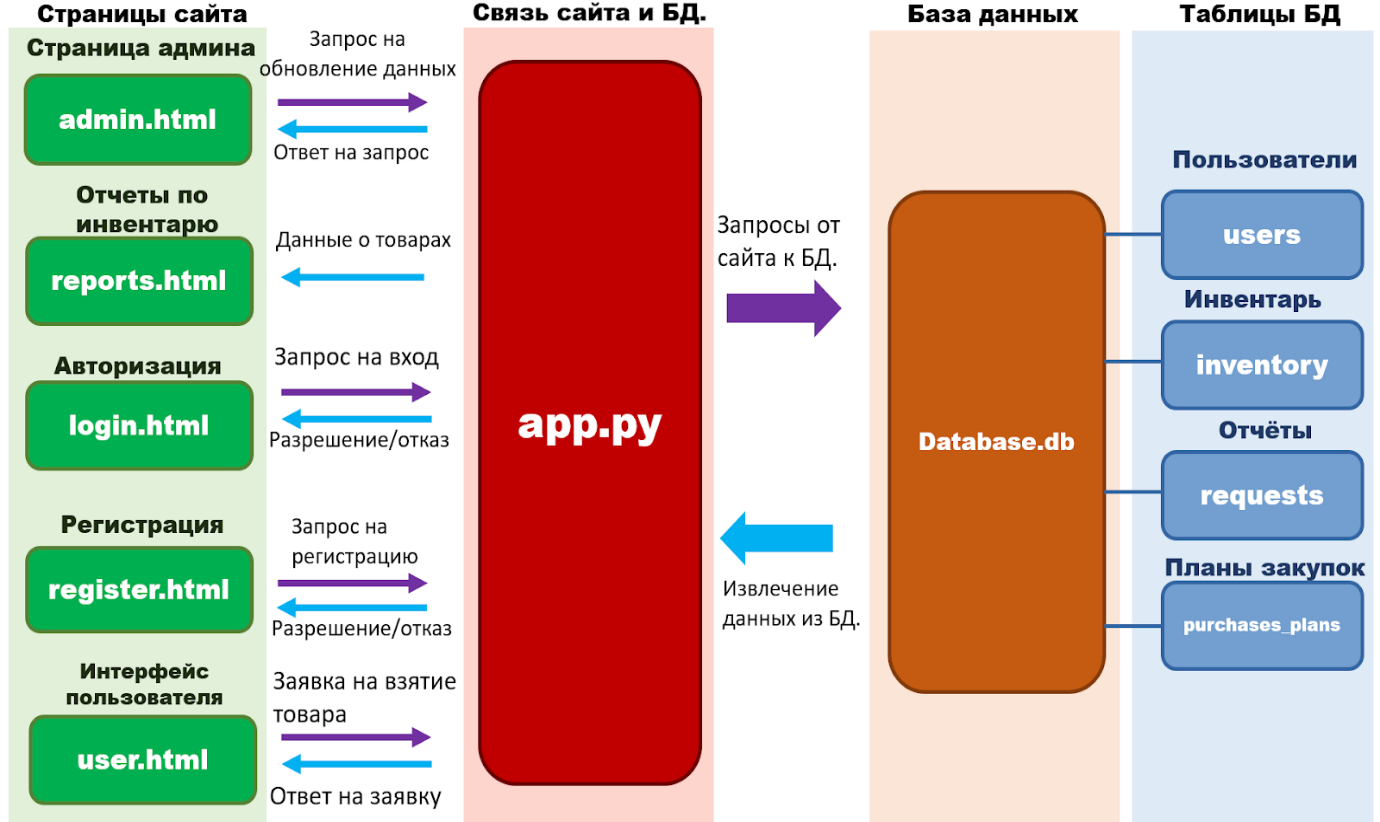 Страницы сайта
Связь сайта и БД.
База данных
Таблицы БД
Страница админа
admin.html
Запрос на
обновление данных
Ответ на запрос
Отчеты по
инвентарю
reports.html
Данные о товарах
Авторизация
login.html
Запрос на вход
Разрешение/отказ
Регистрация
register.html
Запрос на
регистрацию
Разрешение/отказ
Интерфейс
пользователя
user.html
Заявка на взятие
товара
Ответ на заявку
app.py
Запросы от
сайта к БД.
Извлечение
данных из БД.
Database.db
Пользователи
users
Инвентарь
inventory
Отчёты
requests
Планы закупок
purchases_plans